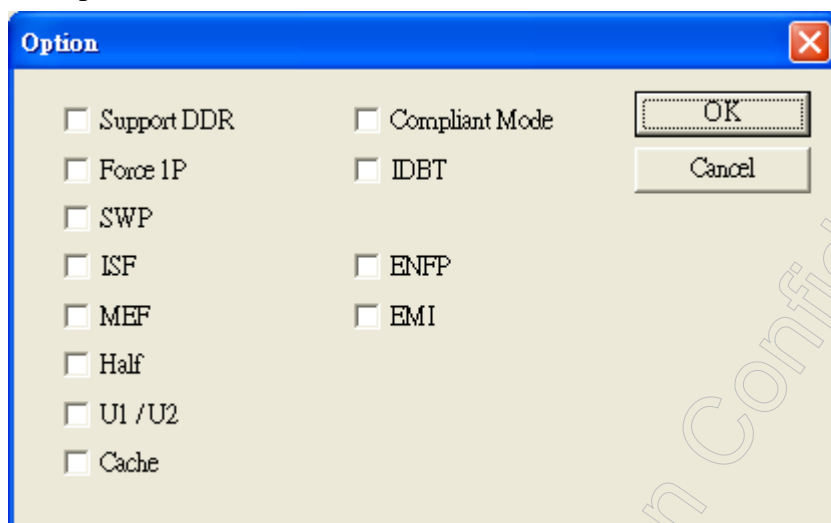 Option
Support DDR
Compliant Mode
OK
Force 1P
IDBT
Cancel
SWP
ISF
ENFP
MEF
EMI
Half
U1 / U2
Cache